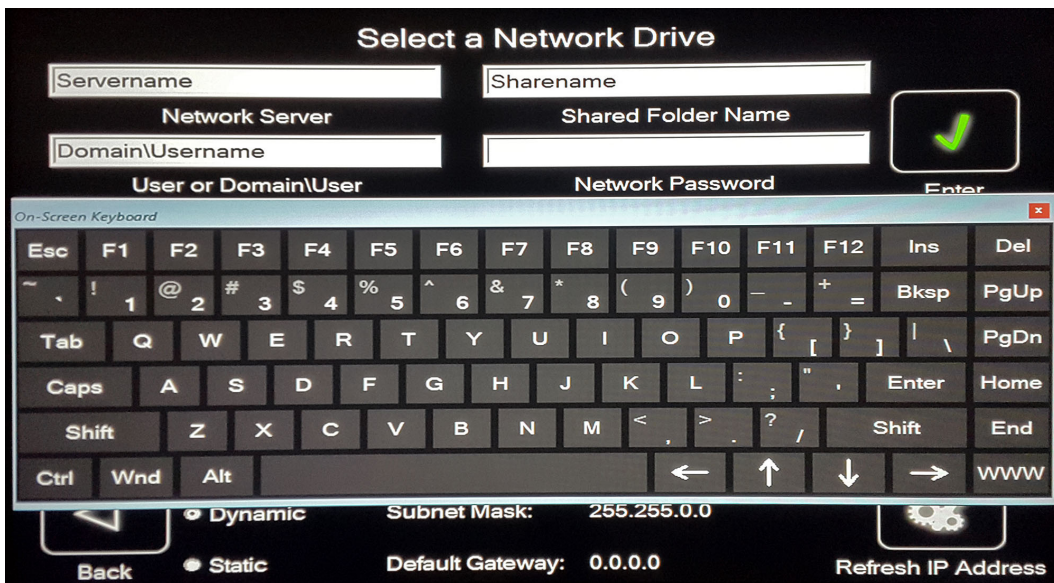 Select a Network Drive
Servername Sharename
Network Server Shared Folder Name
Domain\Username
User or Domain\User Network Password Enter
On-Screen Keyboard x
Esc F1 F2 F3 F4 F5 F6 F7 F8 F9 F10 F11 F12 Ins Del
~ ` ! 1 @ 2 # 3 $ 4 % 5 ^ 6 & 7 * 8 ( 9 ) 0 _ - + = Bksp PgUp
Tab Q W E R T Y U I O P { [ } ] | \ PgDn
Caps A S D F G H J K L : ; " ' Enter Home
Shift Z X C V B N M < , > . ? / Shift End
Ctrl Wnd Alt ← ↑ ↓ → WWW
Dynamic Subnet Mask: 255.255.0.0
Static Default Gateway: 0.0.0.0
Back Refresh IP Address